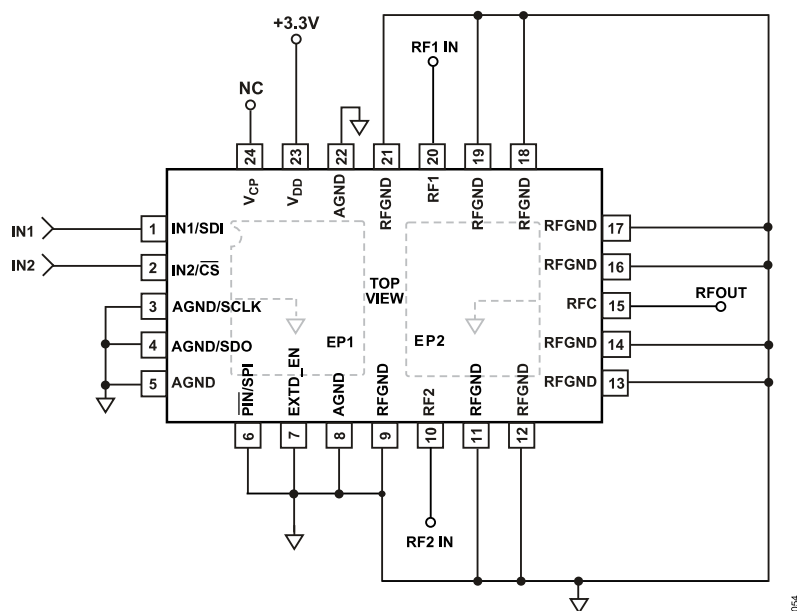 +3.3V
RF1 IN
NC
24
23
22
21
20
19
18
VCP
VDD
AGND
RFGND
RF1
RFGND
RFGND
IN1
1
IN1/SDI
RFGND
17
IN2
2
IN2/CS
RFGND
16
TOP
VIEW
3
AGND/SCLK
RFC
15
RFOUT
4
AGND/SDO
EP1
EP2
RFGND
14
5
AGND
RFGND
13
PIN/SPI
EXTD_EN
AGND
RFGND
RF2
RFGND
RFGND
6
7
8
9
10
11
12
RF2 IN
054